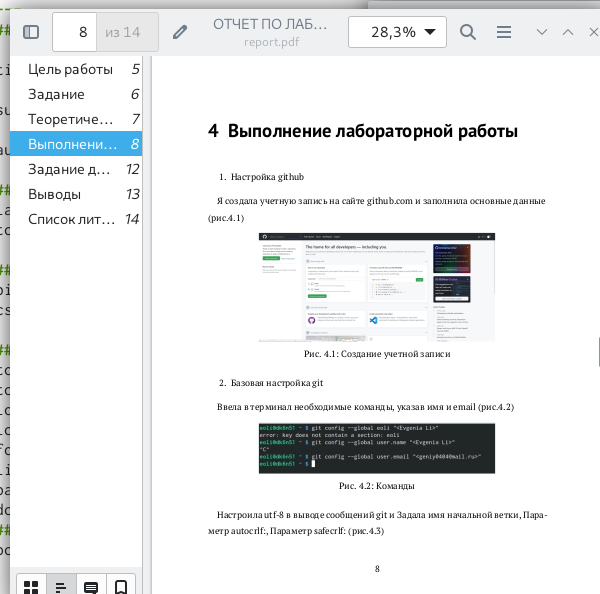 8 из 14
ОТЧЕТ ПО ЛАБ...
report.pdf
28,3%
Цель работы 5
Задание 6
Теоретиче... 7
Выполнени... 8
Задание д... 12
Выводы 13
Список лит... 14
4 Выполнение лабораторной работы
1. Настройка github
Я создала учетную запись на сайте github.com и заполнила основные данные
(рис.4.1)
The home for all developers — including you.
Рис. 4.1: Создание учетной записи
2. Базовая настройка git
Ввела в терминал необходимые команды, указав имя и email (рис.4.2)
eoli@dk6n51 ~ $ git config --global eoli "<Evgenia Li>"
error: key does not contain a section: eoli
eoli@dk6n51 ~ $ git config --global user.name "<Evgenia Li>"
^C
eoli@dk6n51 ~ $ git config --global user.email "<geniy0404@mail.ru>"
eoli@dk6n51 ~ $
Рис. 4.2: Команды
Настроила utf-8 в выводе сообщений git и Задала имя начальной ветки, Пара-
метр autocrlf:, Параметр safecrlf: (рис.4.3)
8